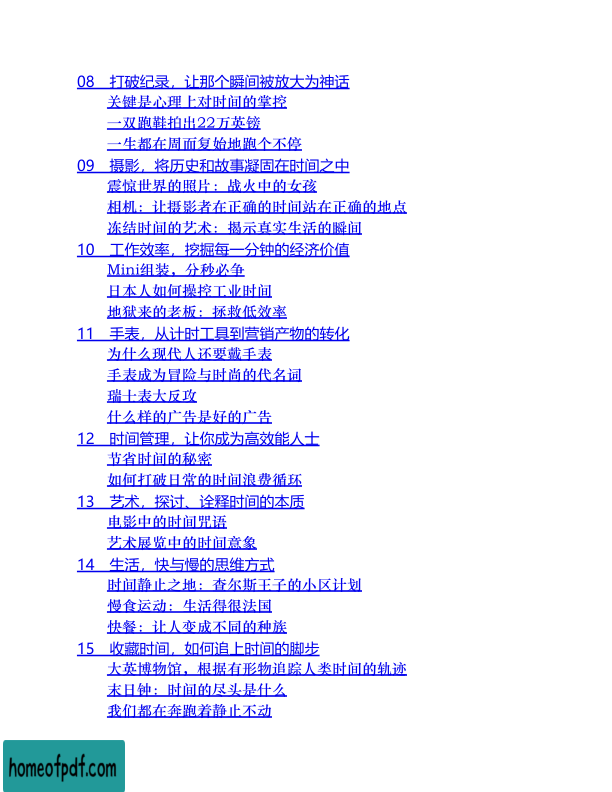 08 打破纪录，让那个瞬间被放大为神话
关键是心理上对时间的掌控
一双跑鞋拍出22万英镑
一生都在周而复始地跑个不停
09 摄影，将历史和故事凝固在时间之中
震惊世界的照片：战火中的女孩
相机：让摄影者在正确的时间站在正确的地点
冻结时间的艺术：揭示真实生活的瞬间
10 工作效率，挖掘每一分钟的经济价值
Mini组装，分秒必争
日本人如何操控工业时间
地狱来的老板：拯救低效率
11 手表，从计时工具到营销产物的转化
为什么现代人还要戴手表
手表成为冒险与时尚的代名词
瑞士表大反攻
什么样的广告是好的广告
12 时间管理，让你成为高效能人士
节省时间的秘密
如何打破日常的时间浪费循环
13 艺术，探讨、诠释时间的本质
电影中的时间咒语
艺术展览中的时间意象
14 生活，快与慢的思维方式
时间静止之地：查尔斯王子的小区计划
慢食运动：生活得很法国
快餐：让人变成不同的种族
15 收藏时间，如何追上时间的脚步
大英博物馆，根据有形物追踪人类时间的轨迹
末日钟：时间的尽头是什么
我们都在奔跑着静止不动
homeofpdf.com